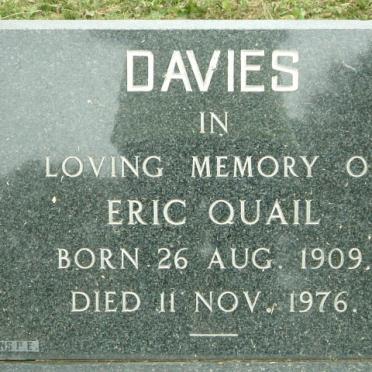 DAVIES
IN
LOVING MEMORY O
ERIC QUAIL
BORN 26 AUG. 1909.
DIED 11 NOV. 1976.